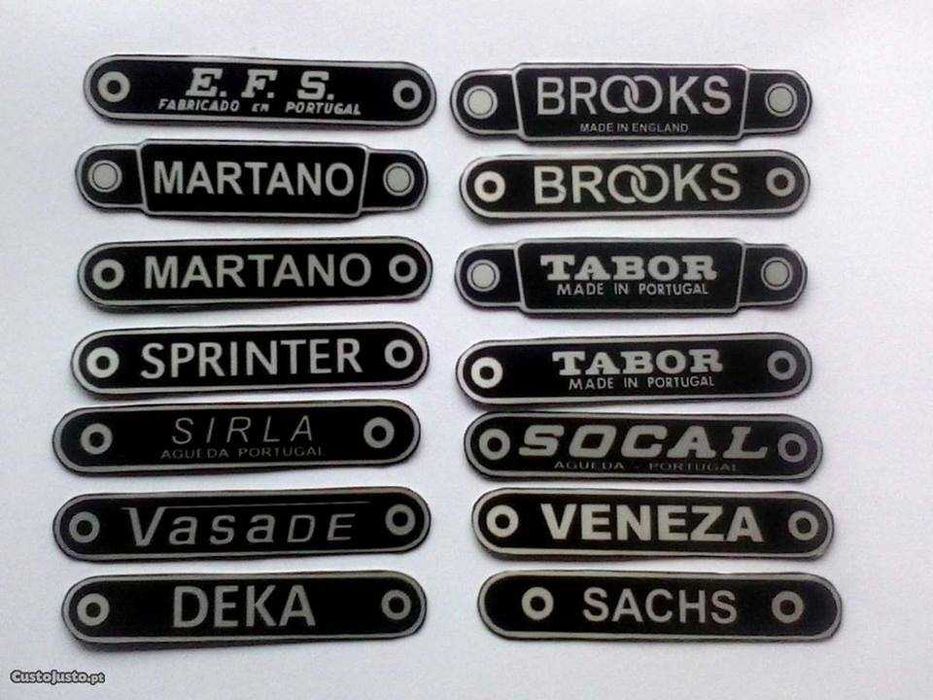 E. F. S.
FABRICADO EM PORTUGAL
MARTANO
MARTANO
SPRINTER
SIRLA
AGUEDA PORTUGAL
VasaDE
DEKA
BROOKS
MADE IN ENGLAND
BROOKS
TABOR
MADE IN PORTUGAL
TABOR
MADE IN PORTUGAL
SOCAL
AGUEDA - PORTUGAL
VENEZA
SACHS
CustoJusto.pt